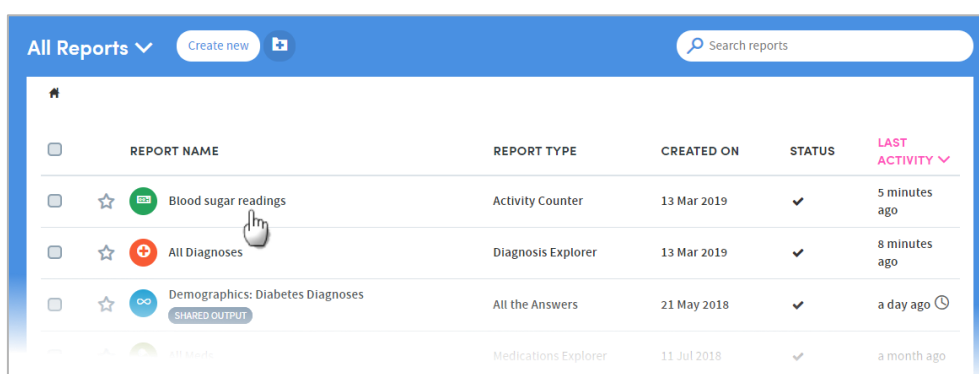 All Reports
Create new
Search reports
REPORT NAME REPORT TYPE CREATED ON STATUS LAST ACTIVITY
Blood sugar readings Activity Counter 13 Mar 2019 5 minutes ago
All Diagnoses Diagnosis Explorer 13 Mar 2019 8 minutes ago
Demographics: Diabetes Diagnoses All the Answers 21 May 2018 a day ago
SHARED OUTPUT
All Meds Medications Explorer 11 Jul 2018 a month ago